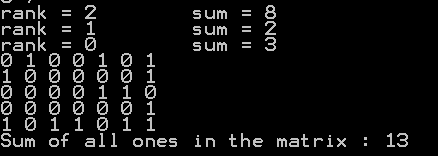 rank = 2 sum = 8
rank = 1 sum = 2
rank = 0 sum = 3
0 1 0 0 1 0 1
1 0 0 0 0 0 1
0 0 0 0 1 1 0
0 0 0 0 0 0 1
1 0 1 1 0 1 1
Sum of all ones in the matrix : 13